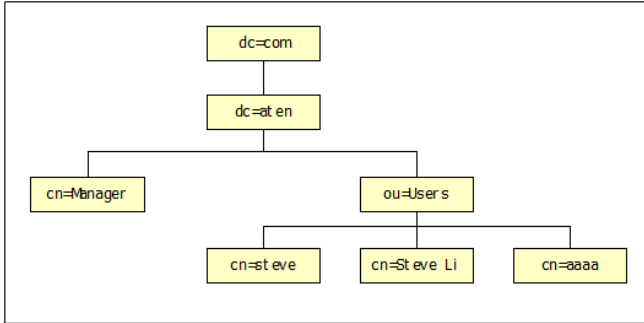 dc=com
dc=aten
cn=Manager
ou=Users
cn=steve
cn=Steve Li
cn=aaaa